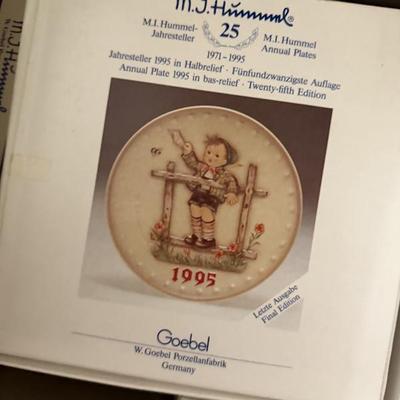 M.J.Hummel®
M.I. Hummel-
Jahresteller
25
M.I. Hummel
Annual Plates
1971–1995
Jahresteller 1995 in Halbrelief · Fünfundzwanzigste Auflage
Annual Plate 1995 in bas-relief · Twenty-fifth Edition
1995
Letzte Ausgabe
Final Edition
Goebel
W. Goebel Porzellanfabrik
Germany
Hummel